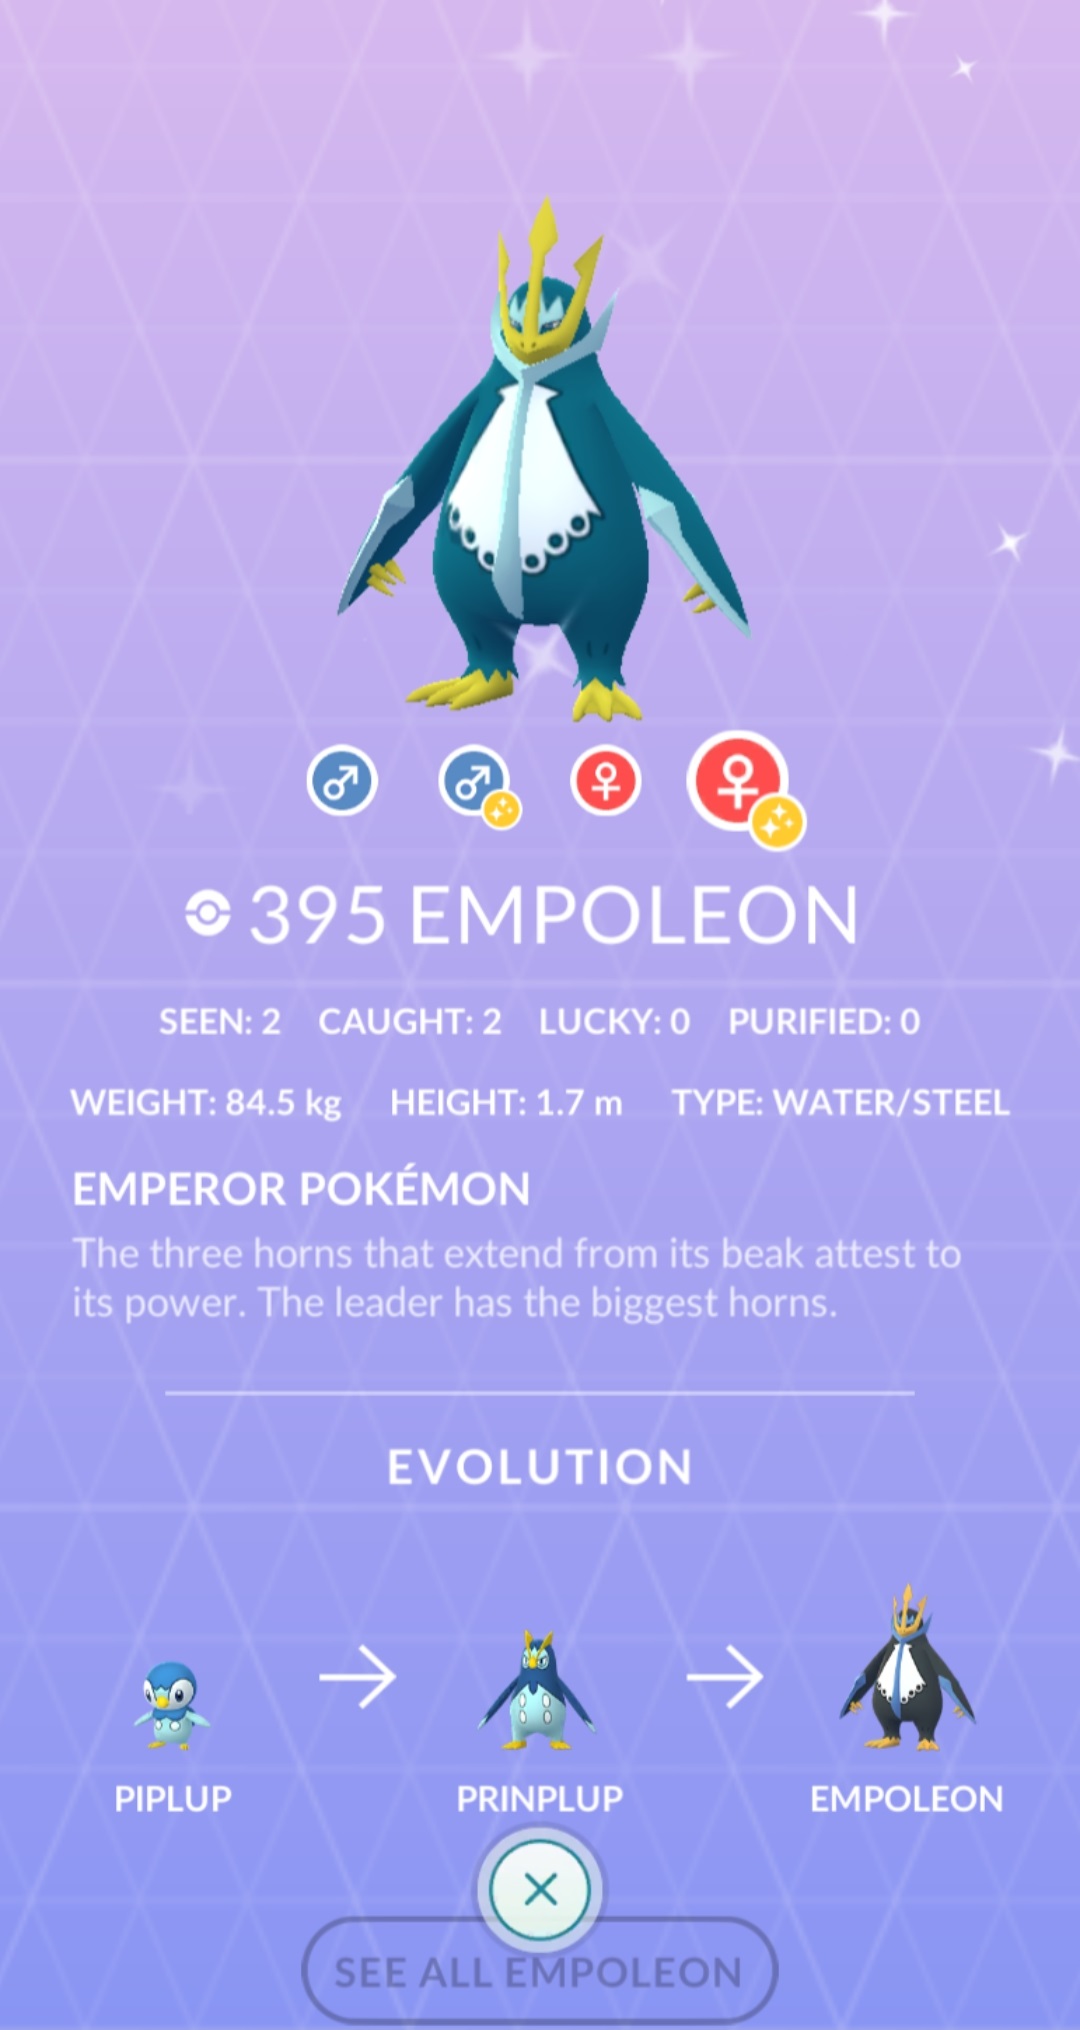 395 EMPOLEON
SEEN: 2 CAUGHT: 2 LUCKY: 0 PURIFIED: 0
WEIGHT: 84.5 kg HEIGHT: 1.7 m TYPE: WATER/STEEL
EMPEROR POKÉMON
The three horns that extend from its beak attest to
its power. The leader has the biggest horns.
EVOLUTION
PIPLUP PRINPLUP EMPOLEON
SEE ALL EMPOLEON